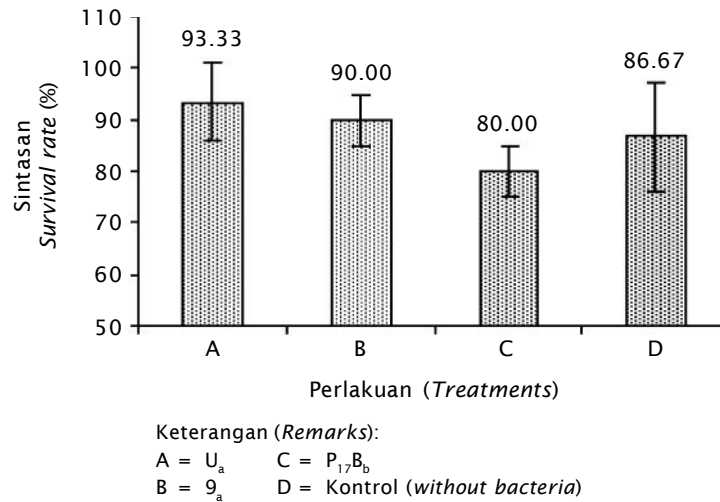 110
100
90
80
70
60
50
Sintasan
Survival rate (%)
93.33
90.00
80.00
86.67
A B C D
Perlakuan (Treatments)
Keterangan (Remarks):
A = Uₐ C = P₁₇B_b
B = 9ₐ D = Kontrol (without bacteria)